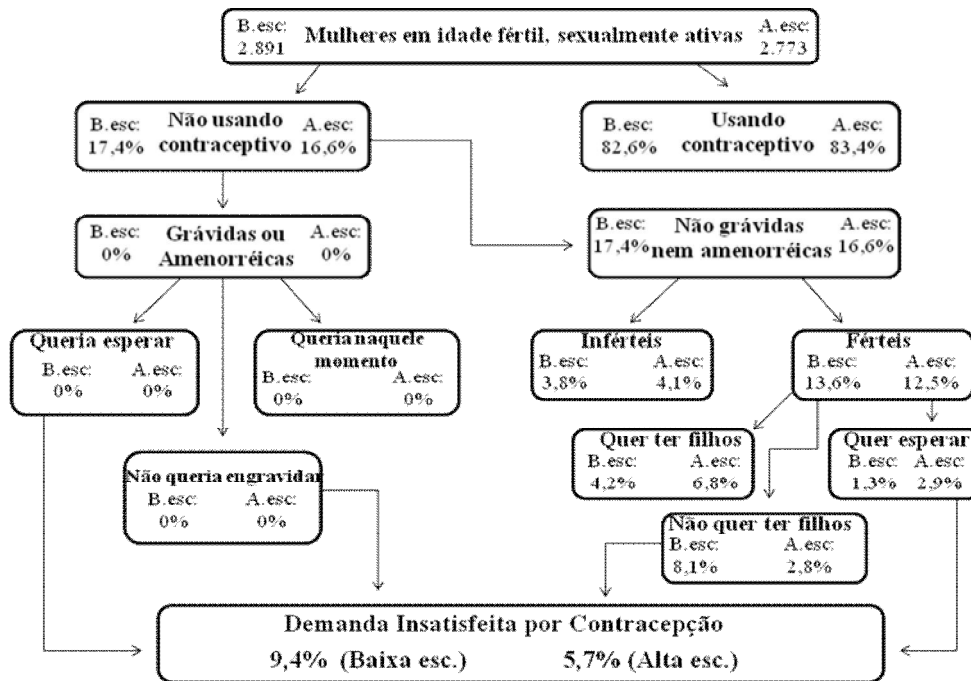 B.esc: Mulheres em idade fértil, sexualmente ativas A.esc:
2.891 2.773
B.esc: Não usando A.esc:
17,4% contraceptivo 16,6%
B.esc: Usando A.esc:
82,6% contraceptivo 83,4%
B.esc: Grávidas ou A.esc:
0% Amenorréicas 0%
B.esc: Não grávidas A.esc:
17,4% nem amenorréicas 16,6%
Queria esperar
B.esc: A.esc:
0% 0%
Queria naquele
momento
B.esc: A.esc:
0% 0%
Inférteis
B.esc: A.esc:
3,8% 4,1%
Férteis
B.esc: A.esc:
13,6% 12,5%
Quer ter filhos
B.esc: A.esc:
4,2% 6,8%
Quer esperar
B.esc: A.esc:
1,3% 2,9%
Não queria engravidar
B.esc: A.esc:
0% 0%
Não quer ter filhos
B.esc: A.esc:
8,1% 2,8%
Demanda Insatisfeita por Contracepção
9,4% (Baixa esc.) 5,7% (Alta esc.)